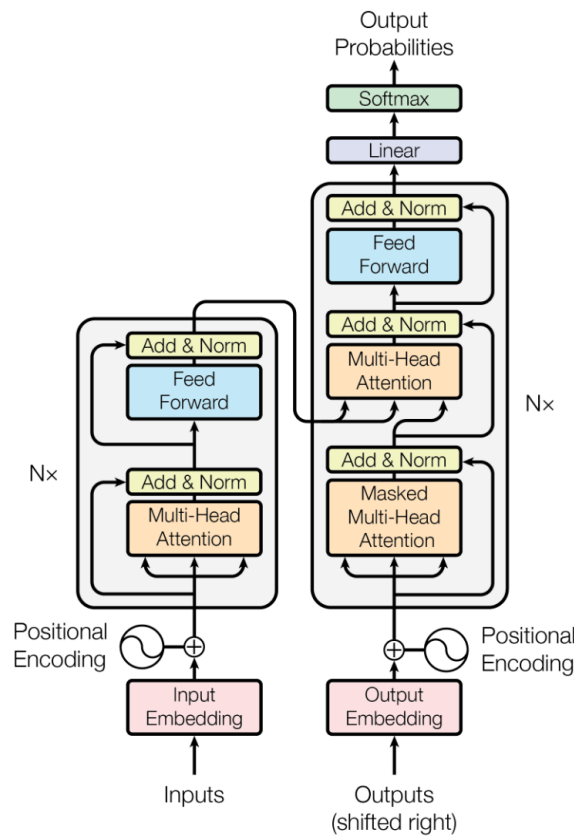 Output
Probabilities
Softmax
Linear
Add & Norm
Feed
Forward
Add & Norm
Multi-Head
Attention
Add & Norm
Masked
Multi-Head
Attention
N×
Add & Norm
Feed
Forward
Add & Norm
Multi-Head
Attention
N×
Positional
Encoding
Positional
Encoding
Input
Embedding
Output
Embedding
Inputs
Outputs
(shifted right)